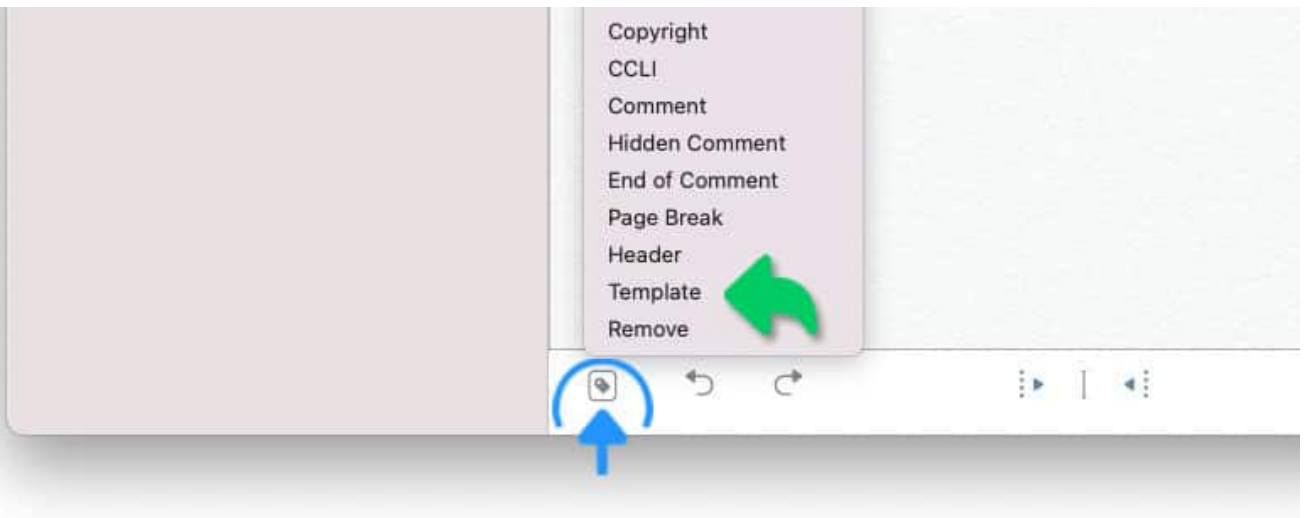 Copyright
CCLI
Comment
Hidden Comment
End of Comment
Page Break
Header
Template
Remove